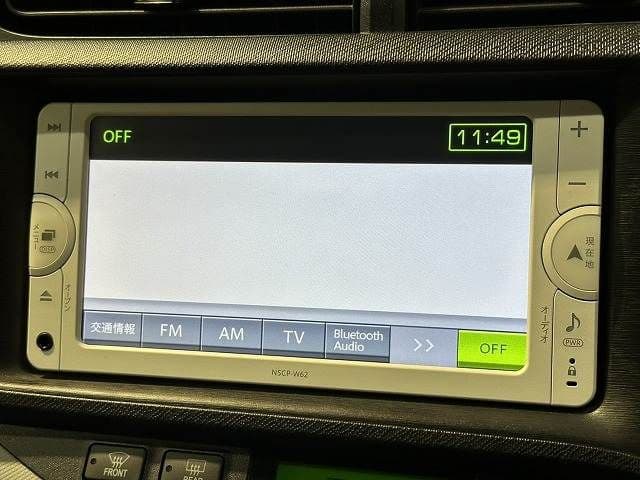 OFF
11:49
メニュー
DISP
現在地
オープン
オーディオ
PWR
交通情報
FM
AM
TV
Bluetooth
Audio
>>
OFF
NSCP-W62
FRONT
REAR